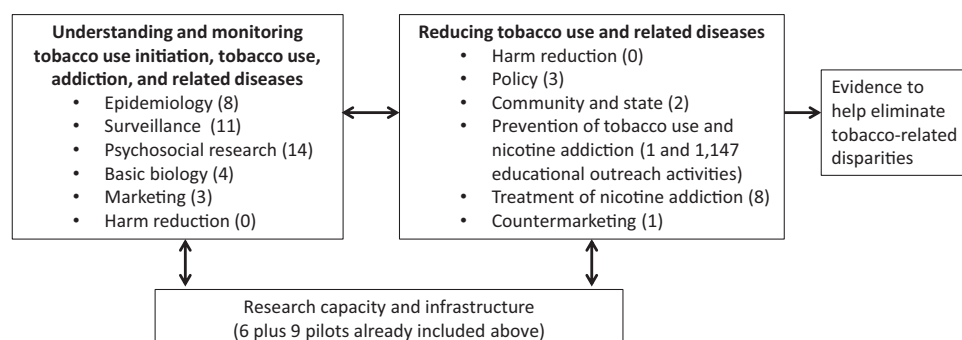 Understanding and monitoring
tobacco use initiation, tobacco use,
addiction, and related diseases
• Epidemiology (8)
• Surveillance (11)
• Psychosocial research (14)
• Basic biology (4)
• Marketing (3)
• Harm reduction (0)
Reducing tobacco use and related diseases
• Harm reduction (0)
• Policy (3)
• Community and state (2)
• Prevention of tobacco use and
nicotine addiction (1 and 1,147
educational outreach activities)
• Treatment of nicotine addiction (8)
• Countermarketing (1)
Evidence to
help eliminate
tobacco-related
disparities
Research capacity and infrastructure
(6 plus 9 pilots already included above)